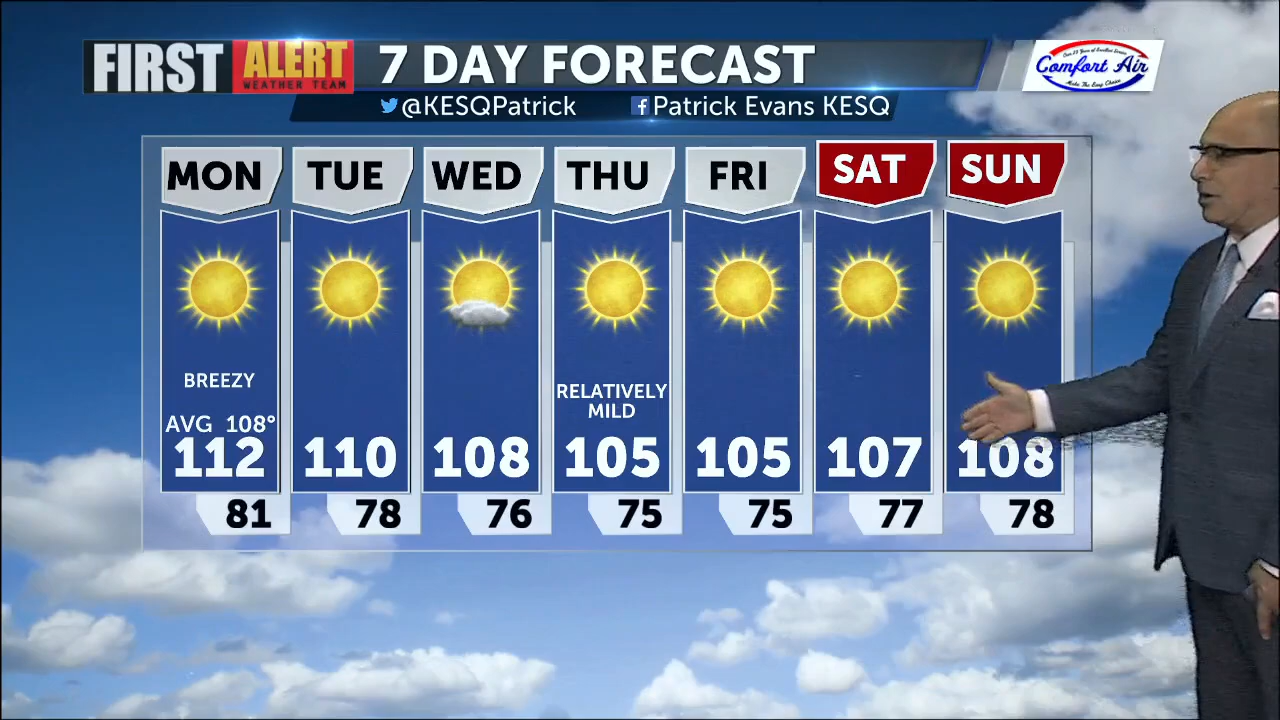 FIRST ALERT
WEATHER TEAM
7 DAY FORECAST
Comfort Air
@KESQPatrick
Patrick Evans KESQ
MON TUE WED THU FRI SAT SUN
BREEZY
RELATIVELY
MILD
AVG 108°
112 110 108 105 105 107 108
81 78 76 75 75 77 78